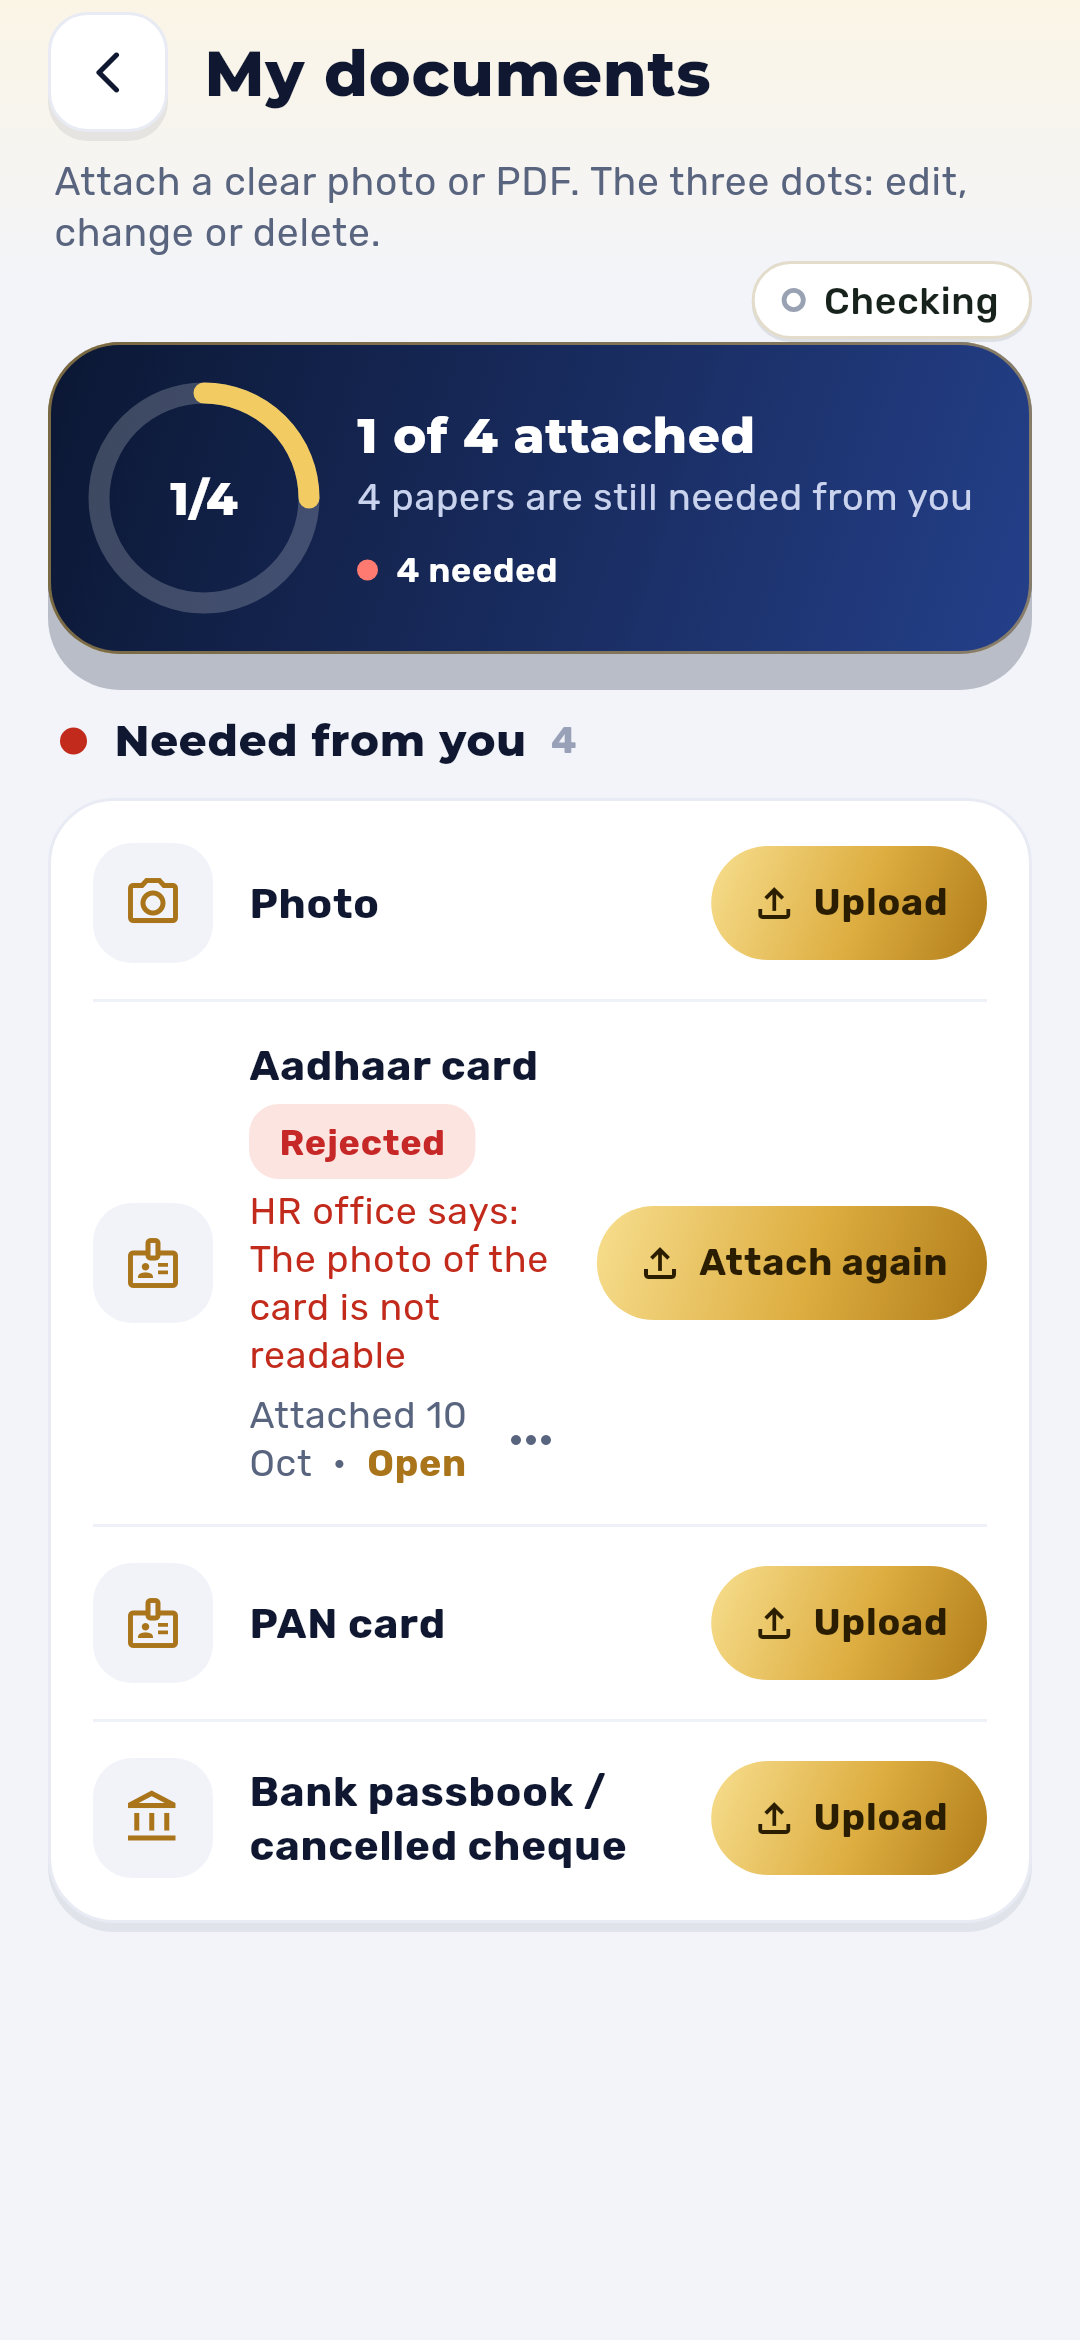 My documents
Attach a clear photo or PDF. The three dots: edit,
change or delete.
Checking
1/4
1 of 4 attached
4 papers are still needed from you
4 needed
Needed from you 4
Photo
Upload
Aadhaar card
Rejected
HR office says:
The photo of the
card is not
readable
Attached 10
Oct • Open
Attach again
PAN card
Upload
Bank passbook /
cancelled cheque
Upload